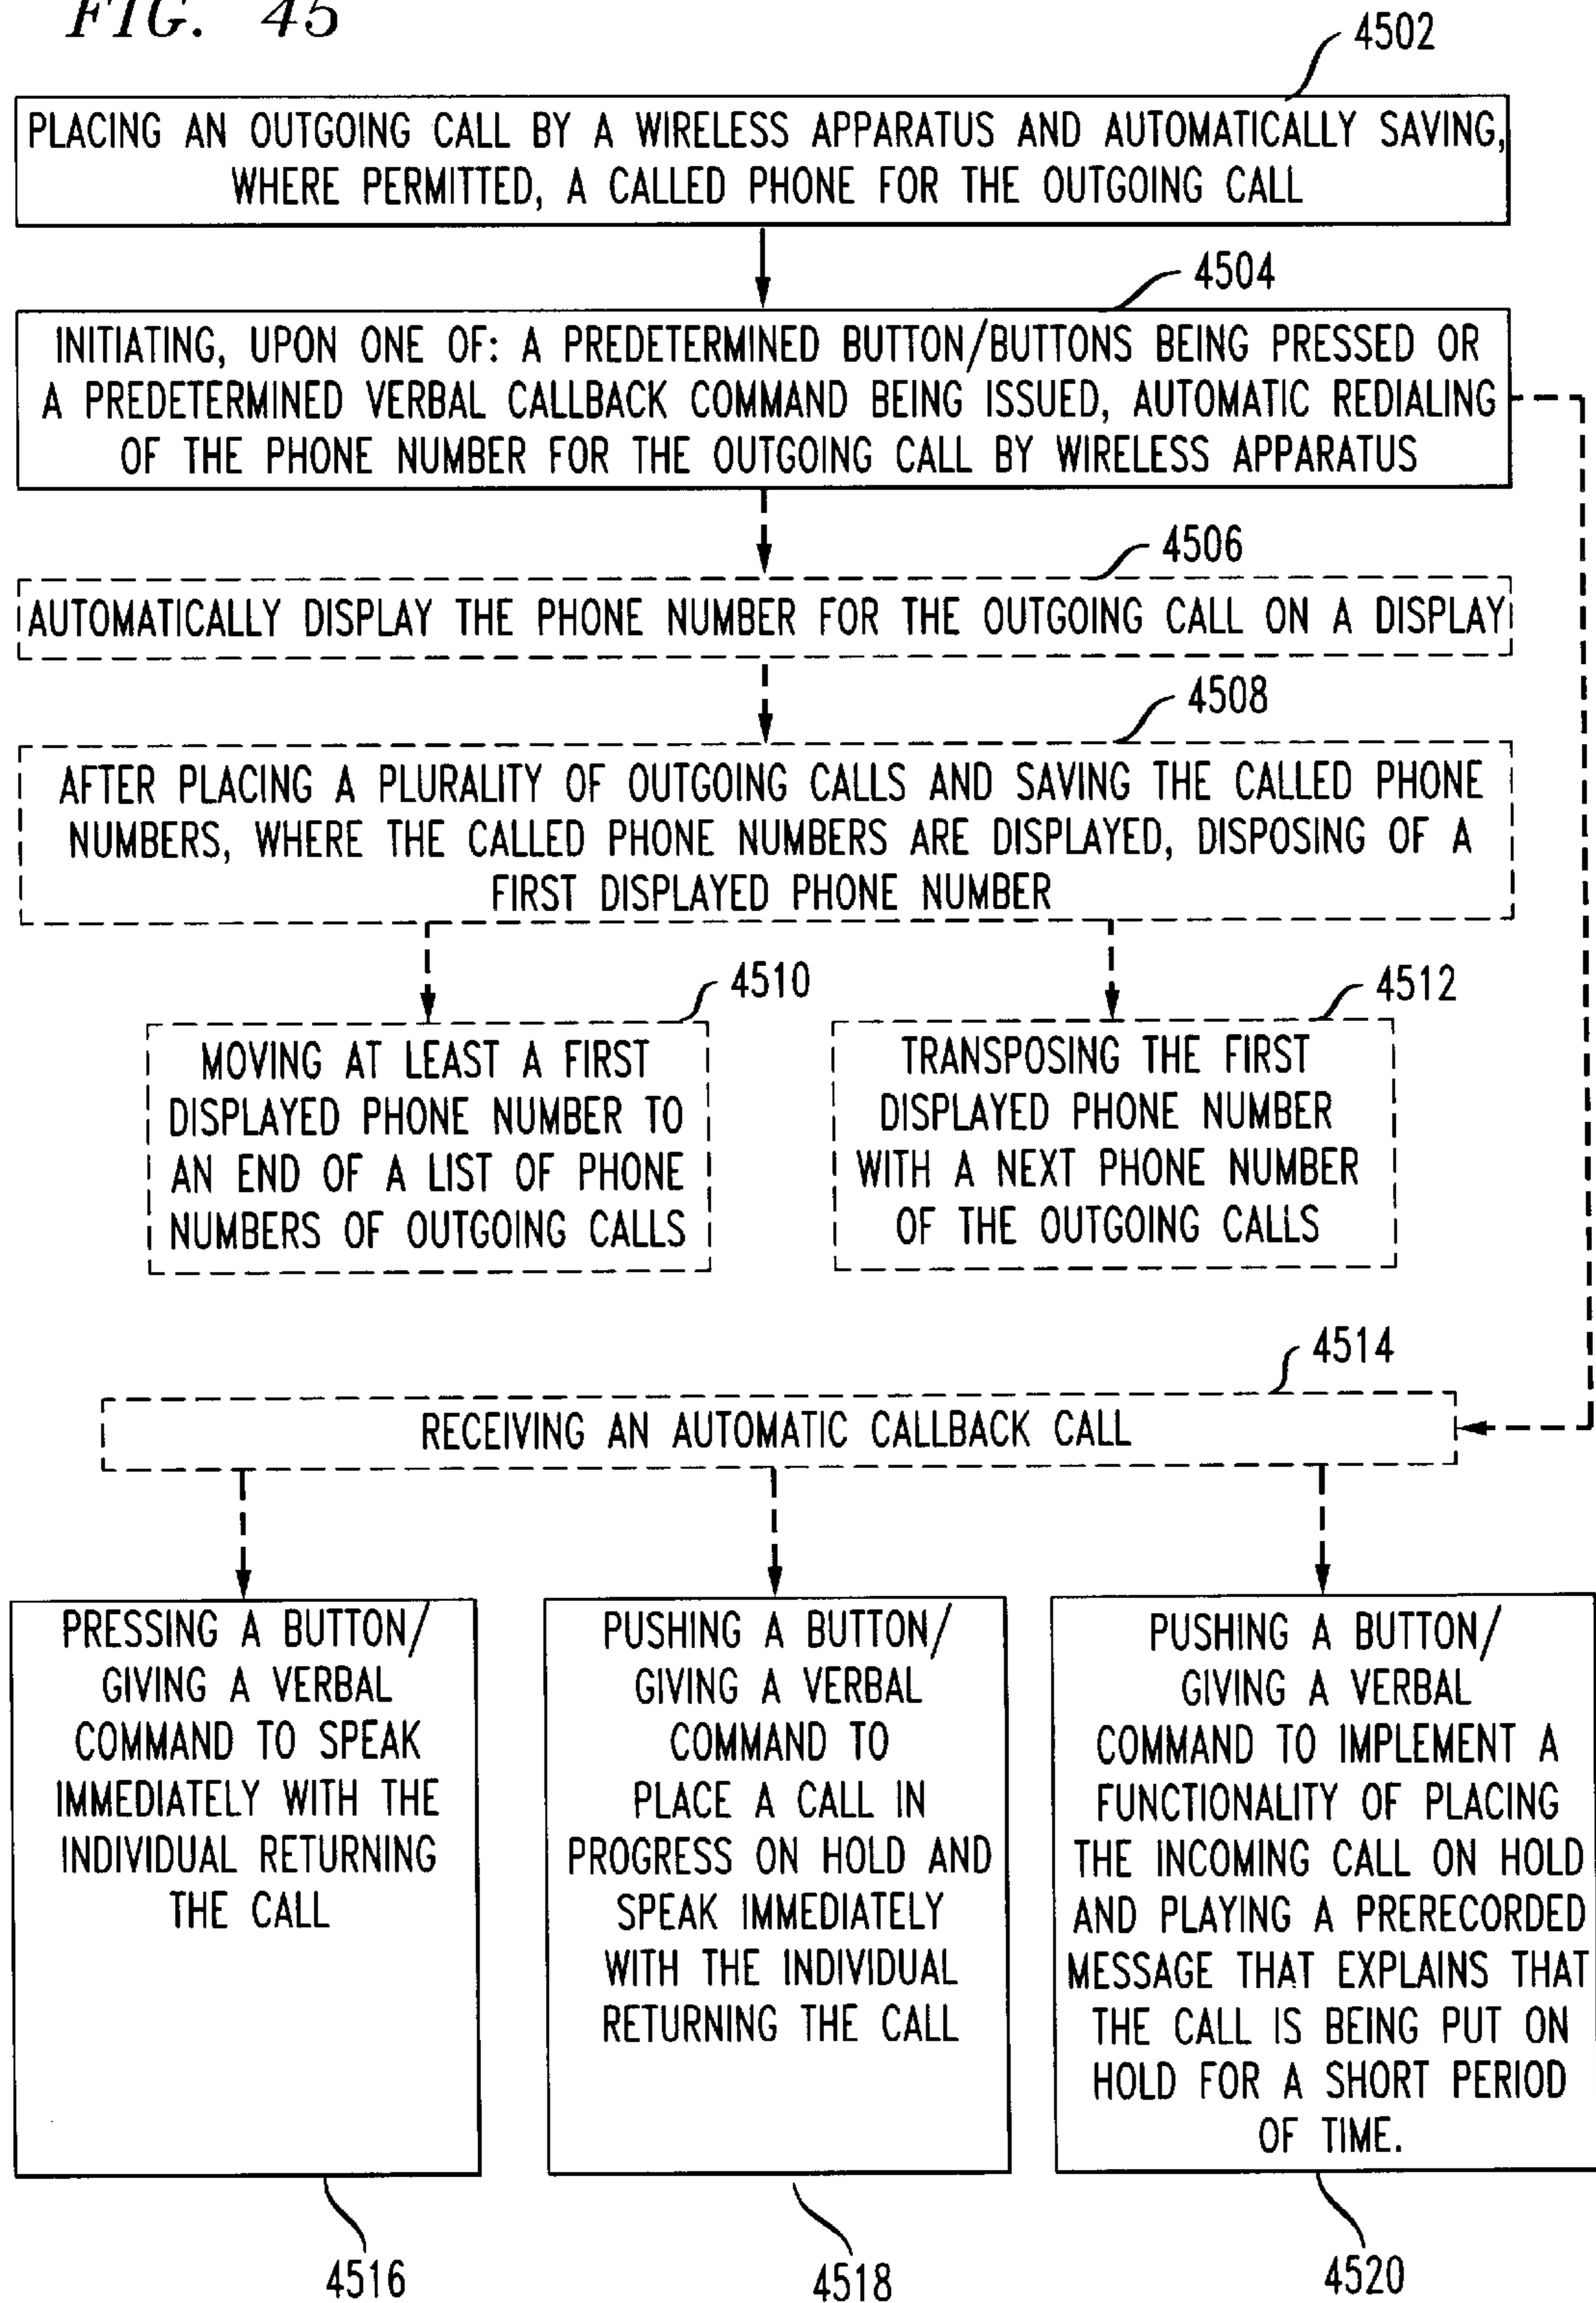 FIG. 45
4502
PLACING AN OUTGOING CALL BY A WIRELESS APPARATUS AND AUTOMATICALLY SAVING,
WHERE PERMITTED, A CALLED PHONE FOR THE OUTGOING CALL
4504
INITIATING, UPON ONE OF: A PREDETERMINED BUTTON/BUTTONS BEING PRESSED OR
A PREDETERMINED VERBAL CALLBACK COMMAND BEING ISSUED, AUTOMATIC REDIALING
OF THE PHONE NUMBER FOR THE OUTGOING CALL BY WIRELESS APPARATUS
4506
AUTOMATICALLY DISPLAY THE PHONE NUMBER FOR THE OUTGOING CALL ON A DISPLAY
4508
AFTER PLACING A PLURALITY OF OUTGOING CALLS AND SAVING THE CALLED PHONE
NUMBERS, WHERE THE CALLED PHONE NUMBERS ARE DISPLAYED, DISPOSING OF A
FIRST DISPLAYED PHONE NUMBER
4510
MOVING AT LEAST A FIRST
DISPLAYED PHONE NUMBER TO
AN END OF A LIST OF PHONE
NUMBERS OF OUTGOING CALLS
4512
TRANSPOSING THE FIRST
DISPLAYED PHONE NUMBER
WITH A NEXT PHONE NUMBER
OF THE OUTGOING CALLS
4514
RECEIVING AN AUTOMATIC CALLBACK CALL
PRESSING A BUTTON/
GIVING A VERBAL
COMMAND TO SPEAK
IMMEDIATELY WITH THE
INDIVIDUAL RETURNING
THE CALL
4516
PUSHING A BUTTON/
GIVING A VERBAL
COMMAND TO
PLACE A CALL IN
PROGRESS ON HOLD AND
SPEAK IMMEDIATELY
WITH THE INDIVIDUAL
RETURNING THE CALL
4518
PUSHING A BUTTON/
GIVING A VERBAL
COMMAND TO IMPLEMENT A
FUNCTIONALITY OF PLACING
THE INCOMING CALL ON HOLD
AND PLAYING A PRERECORDED
MESSAGE THAT EXPLAINS THAT
THE CALL IS BEING PUT ON
HOLD FOR A SHORT PERIOD
OF TIME.
4520